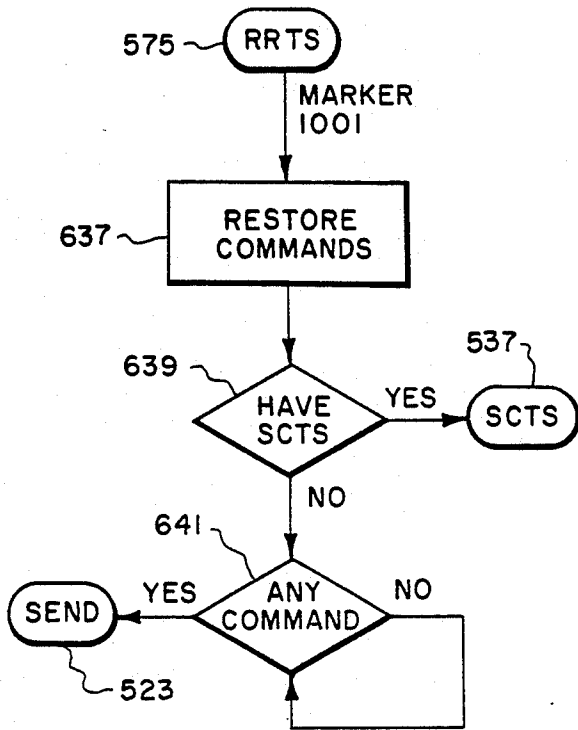 575
RRTS
MARKER
1001
637
RESTORE
COMMANDS
639
HAVE
SCTS
YES
537
SCTS
NO
641
ANY
COMMAND
YES
NO
SEND
523